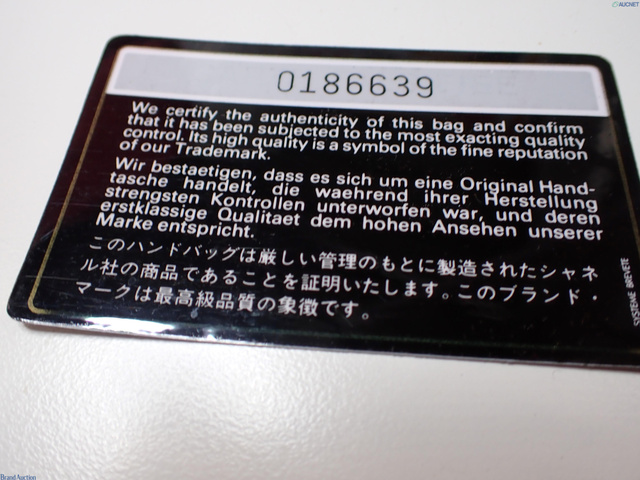 AUCNET
0186639
We certify the authenticity of this bag and confirm
that it has been subjected to the most exacting quality
control. Its high quality is a symbol of the fine reputation
of our Trademark.
Wir bestaetigen, dass es sich um eine Original Hand-
tasche handelt, die waehrend ihrer Herstellung
strengsten Kontrollen unterworfen war, und deren
erstklassige Qualitaet dem hohen Ansehen unserer
Marke entspricht.
このハンドバッグは厳しい管理のもとに製造されたシャネ
ル社の商品であることを証明いたします。このブランド・
マークは最高級品質の象徴です。
SYSTEME BREVETE
BrandAuction